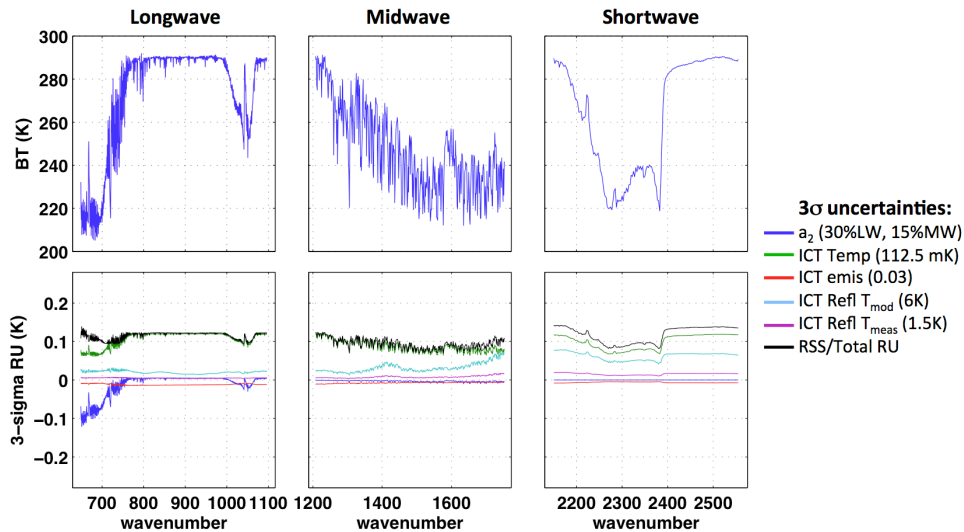 Longwave
Midwave
Shortwave
300
280
260
240
220
200
BT (K)
0.2
0.1
0
-0.1
-0.2
3-sigma RU (K)
700 800 900 1000 1100
wavenumber
1200 1400 1600
wavenumber
2200 2300 2400 2500
wavenumber
3σ uncertainties:
a₂ (30%LW, 15%MW)
ICT Temp (112.5 mK)
ICT emis (0.03)
ICT Refl Tmod (6K)
ICT Refl Tmeas (1.5K)
RSS/Total RU